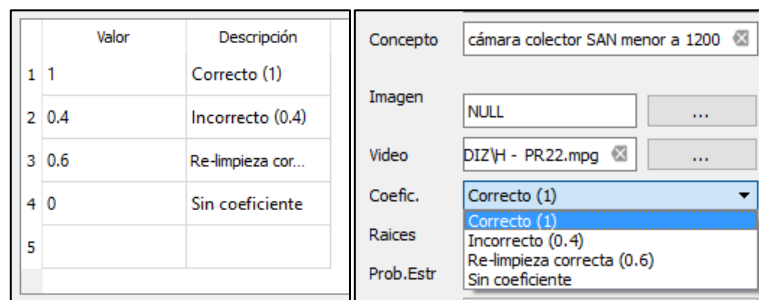 Valor Descripción
1 1 Correcto (1)
2 0.4 Incorrecto (0.4)
3 0.6 Re-limpieza cor...
4 0 Sin coeficiente
5
Concepto cámara colector SAN menor a 1200
Imagen NULL ...
Video DIZ\H - PR22.mpg ...
Coefic. Correcto (1)
Correcto (1)
Raices Incorrecto (0.4)
Re-limpieza correcta (0.6)
Prob.Estr Sin coeficiente